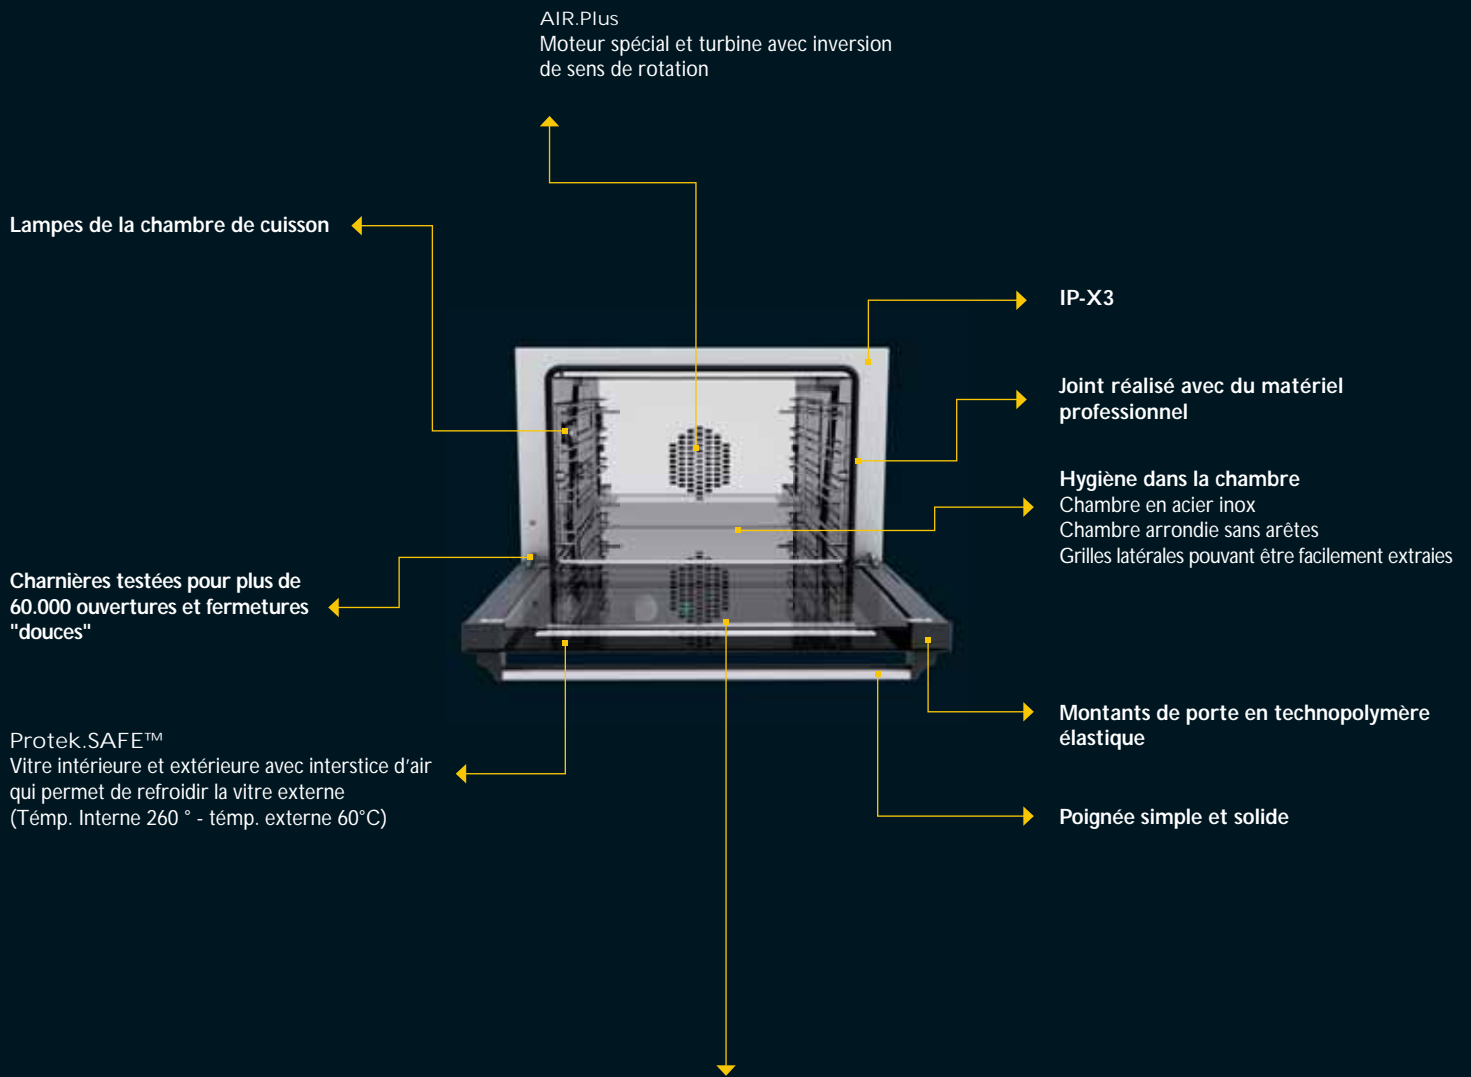 AIR.Plus
Moteur spécial et turbine avec inversion
de sens de rotation
Lampes de la chambre de cuisson
IP-X3
Joint réalisé avec du matériel
professionnel
Hygiène dans la chambre
Chambre en acier inox
Chambre arrondie sans arêtes
Grilles latérales pouvant être facilement extraies
Charnières testées pour plus de
60.000 ouvertures et fermetures
"douces"
Montants de porte en technopolymère
élastique
Protek.SAFE™
Vitre intérieure et extérieure avec interstice d'air
qui permet de refroidir la vitre externe
(Témp. Interne 260 ° - témp. externe 60°C)
Poignée simple et solide